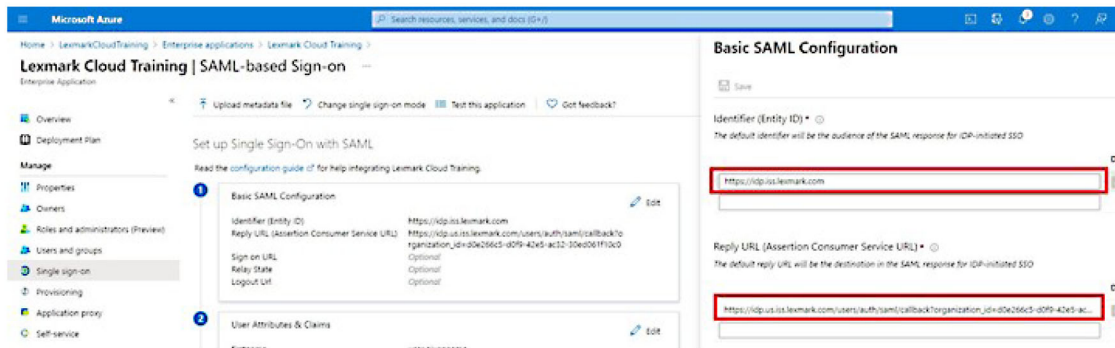 Microsoft Azure
Search resources, services, and docs (G+/)
Home > LexmarkCloudTraining > Enterprise applications > Lexmark Cloud Training >
Lexmark Cloud Training | SAML-based Sign-on ...
Enterprise Application
Upload metadata file Change single sign-on mode Test this application Got feedback?
Overview
Deployment Plan
Manage
Properties
Owners
Roles and administrators (Preview)
Users and groups
Single sign-on
Provisioning
Application proxy
Self-service
Set up Single Sign-On with SAML
Read the configuration guide for help integrating Lexmark Cloud Training.
1
Basic SAML Configuration
Edit
Identifier (Entity ID) https://idp.iss.lexmark.com
Reply URL (Assertion Consumer Service URL) https://idp.us.iss.lexmark.com/users/auth/saml/callback?o
rganization_id=d0e266c5-d0f9-42e5-ac32-30ed061f10c0
Sign on URL Optional
Relay State Optional
Logout Url Optional
2
User Attributes & Claims
Edit
Basic SAML Configuration
Save
Identifier (Entity ID) *
The default identifier will be the audience of the SAML response for IDP-initiated SSO
https://idp.iss.lexmark.com
Reply URL (Assertion Consumer Service URL) *
The default reply URL will be the destination in the SAML response for IDP-initiated SSO
https://idp.us.iss.lexmark.com/users/auth/saml/callback?organization_id=d0e266c5-d0f9-42e5-ac...